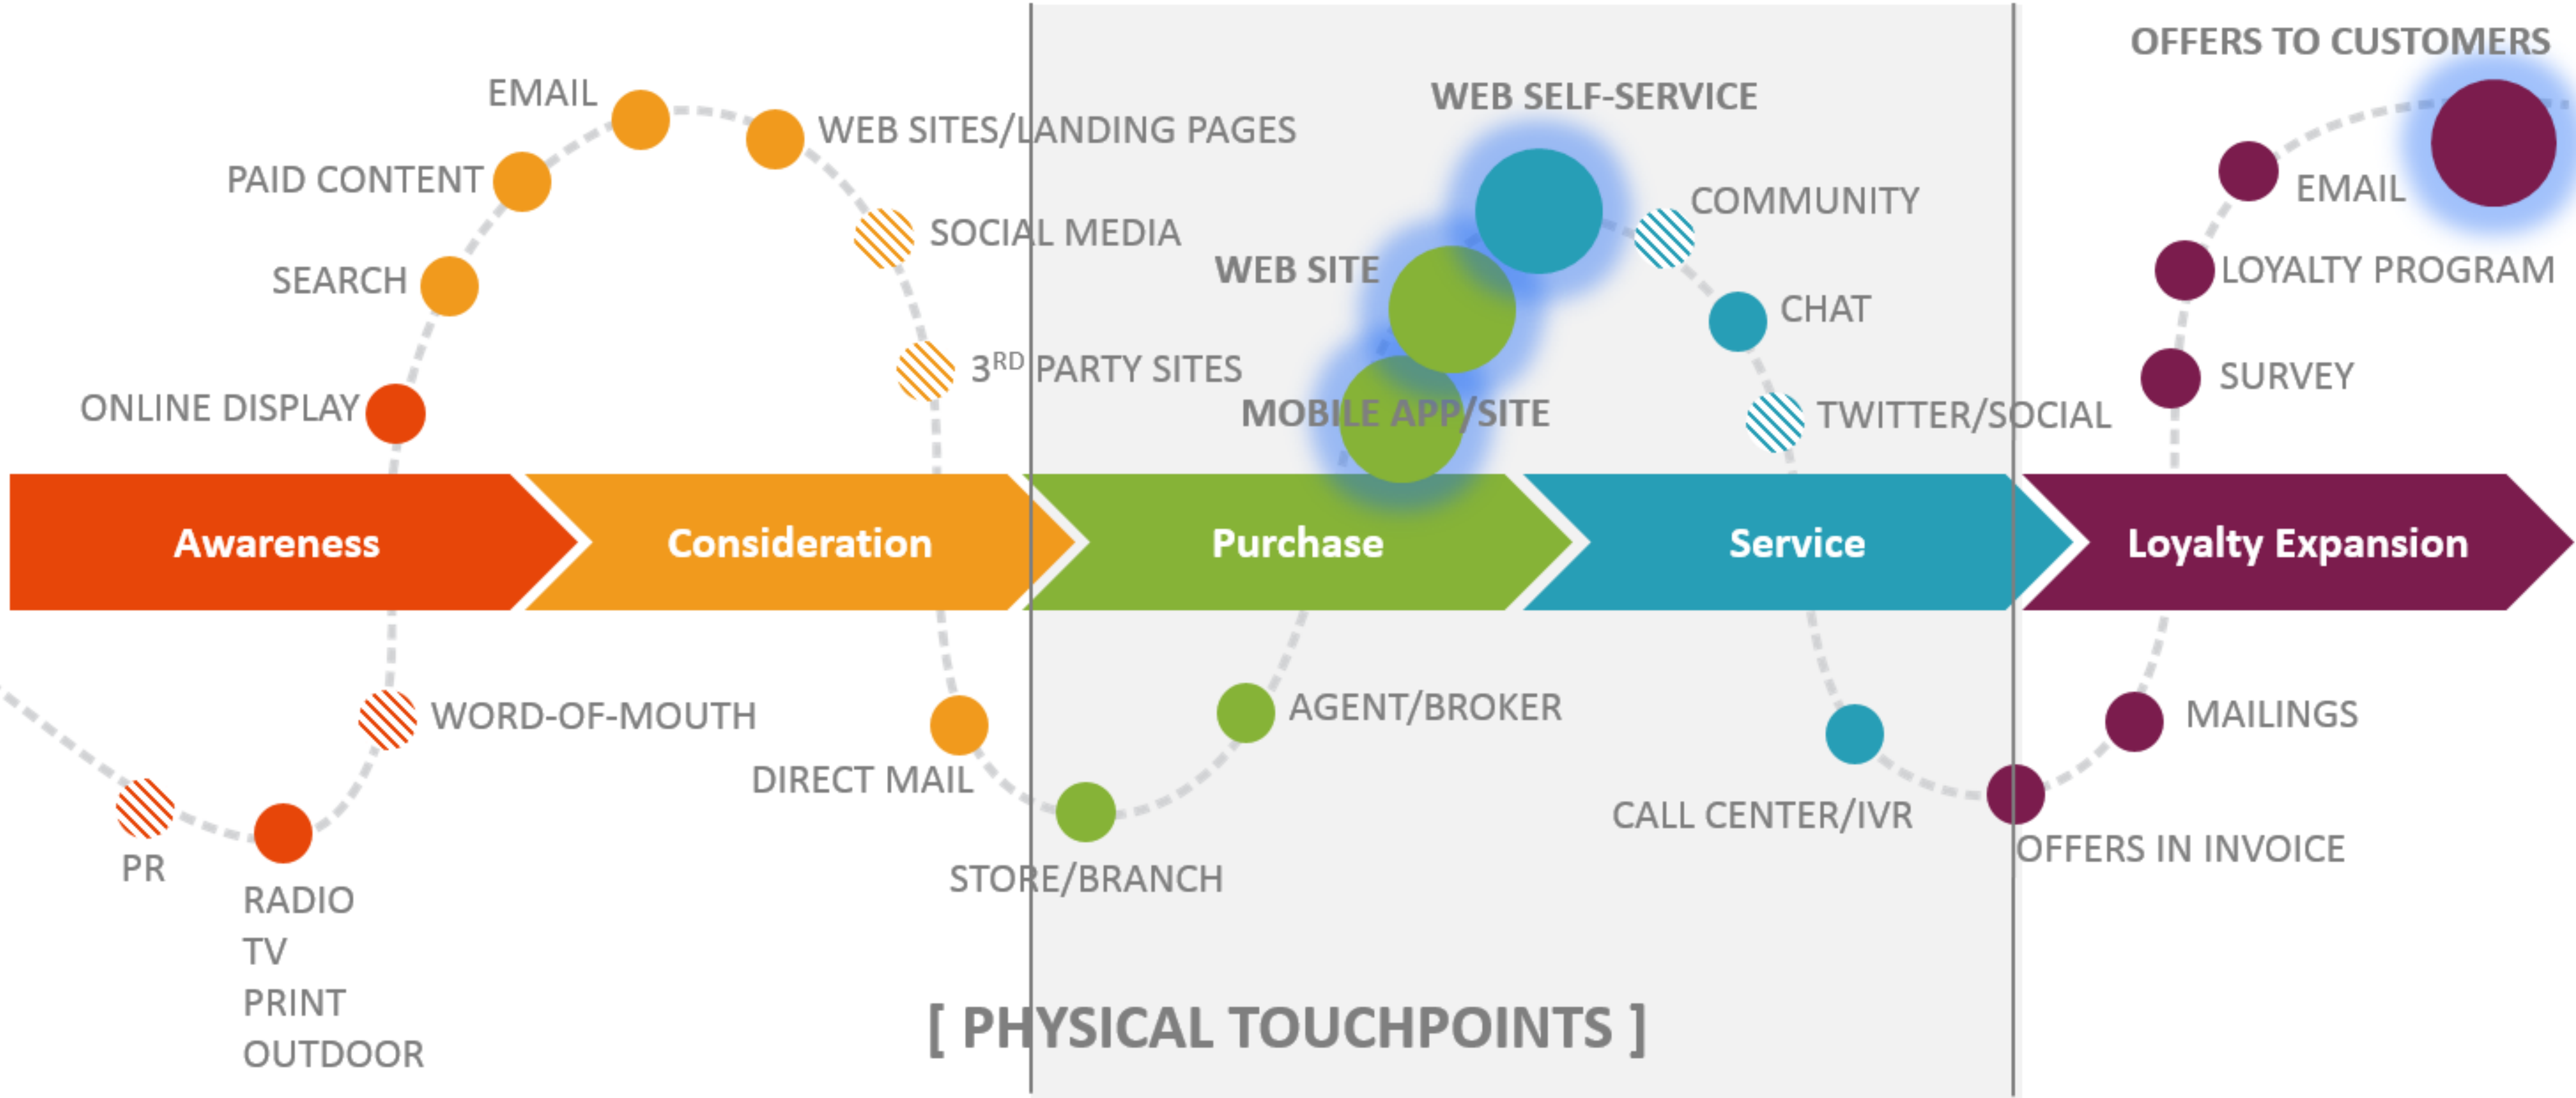 OFFERS TO CUSTOMERS
EMAIL
WEB SELF-SERVICE
WEB SITES/LANDING PAGES
PAID CONTENT
COMMUNITY
EMAIL
SOCIAL MEDIA
SEARCH
WEB SITE
LOYALTY PROGRAM
CHAT
3RD PARTY SITES
SURVEY
ONLINE DISPLAY
MOBILE APP/SITE
TWITTER/SOCIAL
Awareness
Consideration
Purchase
Service
Loyalty Expansion
WORD-OF-MOUTH
AGENT/BROKER
MAILINGS
DIRECT MAIL
CALL CENTER/IVR
OFFERS IN INVOICE
PR
STORE/BRANCH
RADIO
TV
PRINT
OUTDOOR
[ PHYSICAL TOUCHPOINTS ]